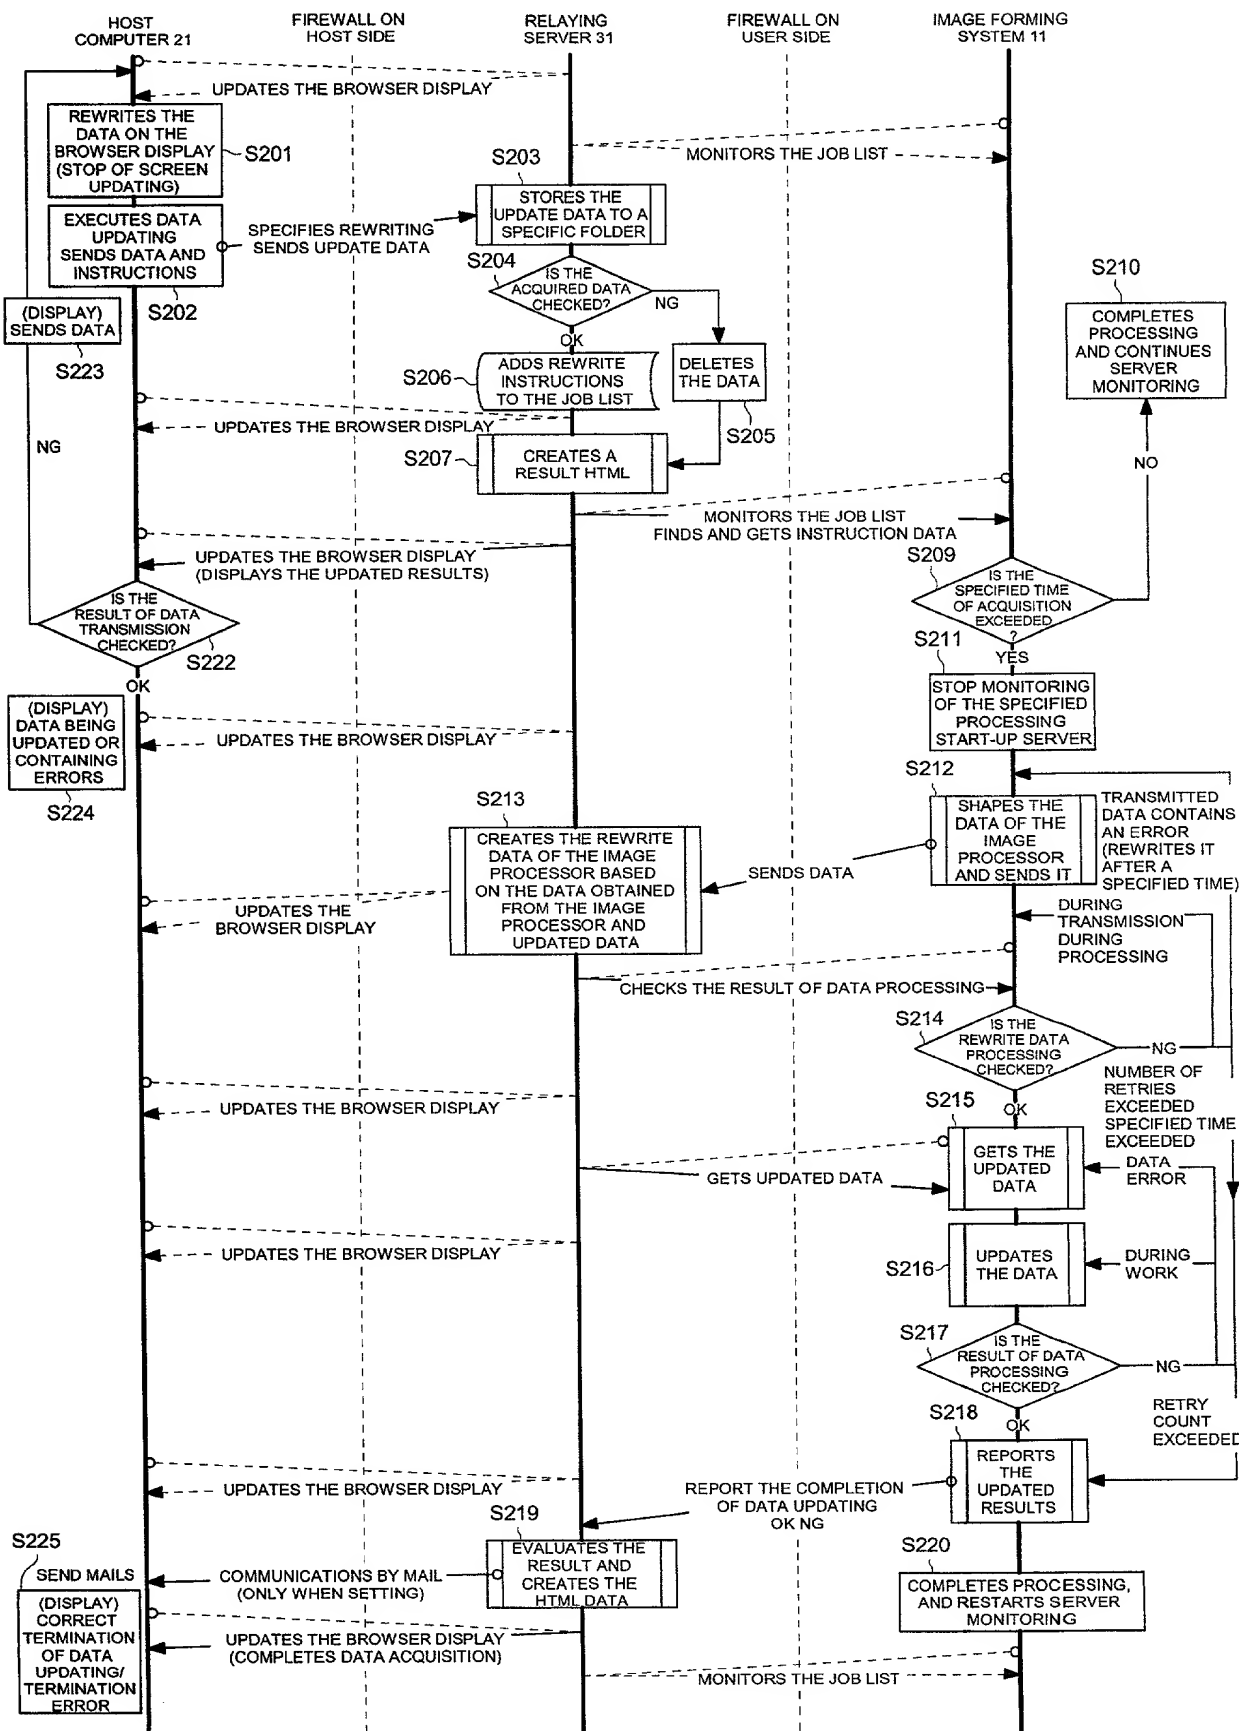 HOST
COMPUTER 21
FIREWALL ON
HOST SIDE
RELAYING
SERVER 31
FIREWALL ON
USER SIDE
IMAGE FORMING
SYSTEM 11
UPDATES THE BROWSER DISPLAY
REWRITES THE
DATA ON THE
BROWSER DISPLAY
(STOP OF SCREEN
UPDATING)
S201
MONITORS THE JOB LIST
S203
STORES THE
UPDATE DATA TO A
SPECIFIC FOLDER
EXECUTES DATA
UPDATING
SENDS DATA AND
INSTRUCTIONS
S202
SPECIFIES REWRITING
SENDS UPDATE DATA
S204
IS THE
ACQUIRED DATA
CHECKED?
NG
OK
(DISPLAY)
SENDS DATA
S223
S210
COMPLETES
PROCESSING
AND CONTINUES
SERVER
MONITORING
S206
ADDS REWRITE
INSTRUCTIONS
TO THE JOB LIST
DELETES
THE DATA
S205
UPDATES THE BROWSER DISPLAY
NG
S207
CREATES A
RESULT HTML
NO
MONITORS THE JOB LIST
FINDS AND GETS INSTRUCTION DATA
UPDATES THE BROWSER DISPLAY
(DISPLAYS THE UPDATED RESULTS)
S209
IS THE
SPECIFIED TIME
OF ACQUISITION
EXCEEDED
?
YES
IS THE
RESULT OF DATA
TRANSMISSION
CHECKED?
S222
OK
S211
STOP MONITORING
OF THE SPECIFIED
PROCESSING
START-UP SERVER
(DISPLAY)
DATA BEING
UPDATED OR
CONTAINING
ERRORS
S224
UPDATES THE BROWSER DISPLAY
S212
SHAPES THE
DATA OF THE
IMAGE
PROCESSOR
AND SENDS IT
TRANSMITTED
DATA CONTAINS
AN ERROR
(REWRITES IT
AFTER A
SPECIFIED TIME)
S213
CREATES THE REWRITE
DATA OF THE IMAGE
PROCESSOR BASED
ON THE DATA OBTAINED
FROM THE IMAGE
PROCESSOR AND
UPDATED DATA
SENDS DATA
UPDATES THE
BROWSER DISPLAY
DURING
TRANSMISSION
DURING
PROCESSING
CHECKS THE RESULT OF DATA PROCESSING
S214
IS THE
REWRITE DATA
PROCESSING
CHECKED?
NG
OK
NUMBER OF
RETRIES
EXCEEDED
SPECIFIED TIME
EXCEEDED
UPDATES THE BROWSER DISPLAY
S215
GETS THE
UPDATED
DATA
DATA
ERROR
GETS UPDATED DATA
UPDATES THE BROWSER DISPLAY
S216
UPDATES
THE DATA
DURING
WORK
S217
IS THE
RESULT OF DATA
PROCESSING
CHECKED?
NG
OK
RETRY
COUNT
EXCEEDED
S218
REPORTS
THE
UPDATED
RESULTS
UPDATES THE BROWSER DISPLAY
REPORT THE COMPLETION
OF DATA UPDATING
OK NG
S219
EVALUATES THE
RESULT AND
CREATES THE
HTML DATA
S225
SEND MAILS
COMMUNICATIONS BY MAIL
(ONLY WHEN SETTING)
S220
COMPLETES PROCESSING,
AND RESTARTS SERVER
MONITORING
(DISPLAY)
CORRECT
TERMINATION
OF DATA
UPDATING/
TERMINATION
ERROR
UPDATES THE BROWSER DISPLAY
(COMPLETES DATA ACQUISITION)
MONITORS THE JOB LIST